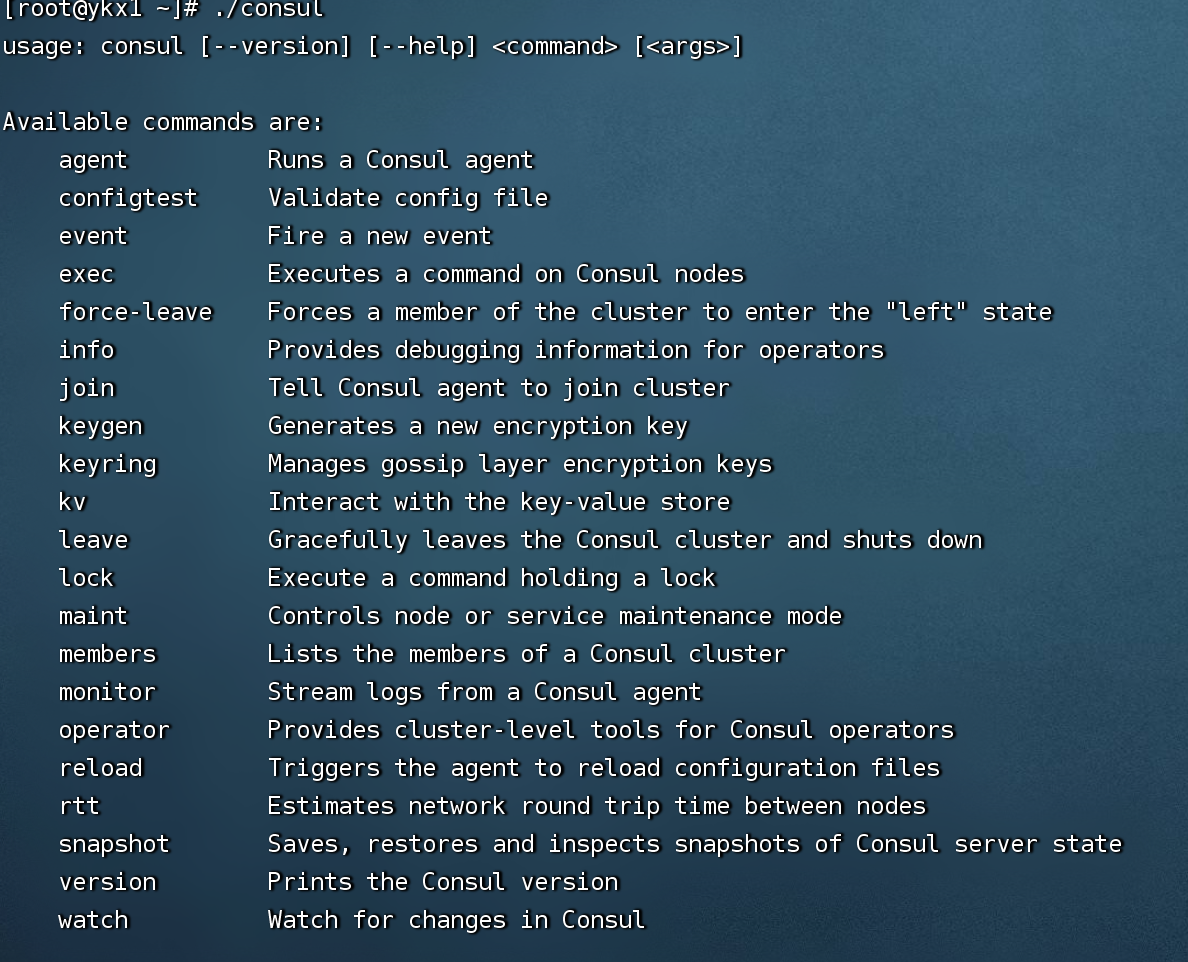 [root@ykx1 ~]# ./consul
usage: consul [--version] [--help] <command> [<args>]
Available commands are:
agent Runs a Consul agent
configtest Validate config file
event Fire a new event
exec Executes a command on Consul nodes
force-leave Forces a member of the cluster to enter the "left" state
info Provides debugging information for operators
join Tell Consul agent to join cluster
keygen Generates a new encryption key
keyring Manages gossip layer encryption keys
kv Interact with the key-value store
leave Gracefully leaves the Consul cluster and shuts down
lock Execute a command holding a lock
maint Controls node or service maintenance mode
members Lists the members of a Consul cluster
monitor Stream logs from a Consul agent
operator Provides cluster-level tools for Consul operators
reload Triggers the agent to reload configuration files
rtt Estimates network round trip time between nodes
snapshot Saves, restores and inspects snapshots of Consul server state
version Prints the Consul version
watch Watch for changes in Consul